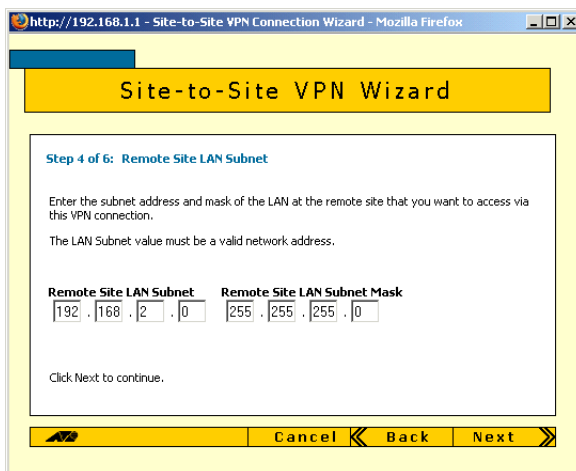 http://192.168.1.1 - Site-to-Site VPN Connection Wizard - Mozilla Firefox
Site-to-Site VPN Wizard
Step 4 of 6: Remote Site LAN Subnet
Enter the subnet address and mask of the LAN at the remote site that you want to access via
this VPN connection.
The LAN Subnet value must be a valid network address.
Remote Site LAN Subnet Remote Site LAN Subnet Mask
192 . 168 . 2 . 0 255 . 255 . 255 . 0
Click Next to continue.
Cancel Back Next